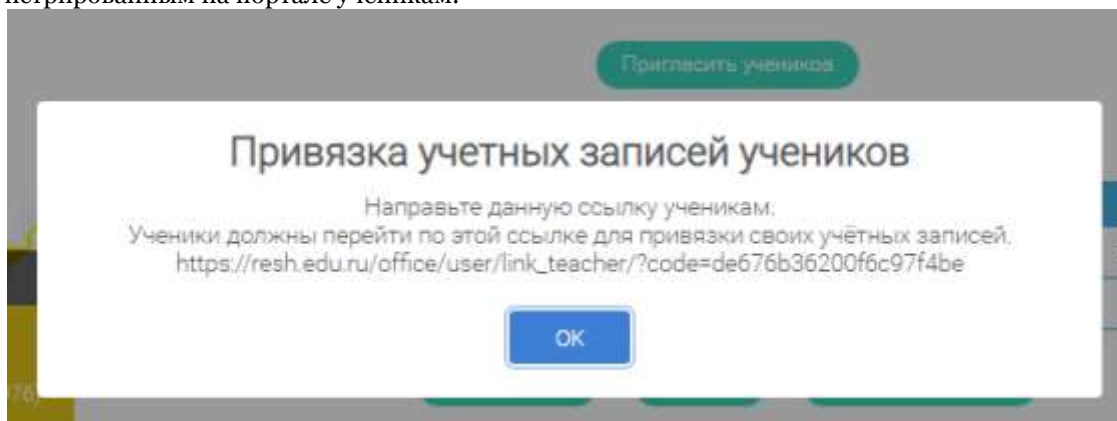 Пригласить учеников
Привязка учетных записей учеников
Направьте данную ссылку ученикам.
Ученики должны перейти по этой ссылке для привязки своих учётных записей.
https://resh.edu.ru/office/user/link_teacher/?code=de676b36200f6c97f4be
OK